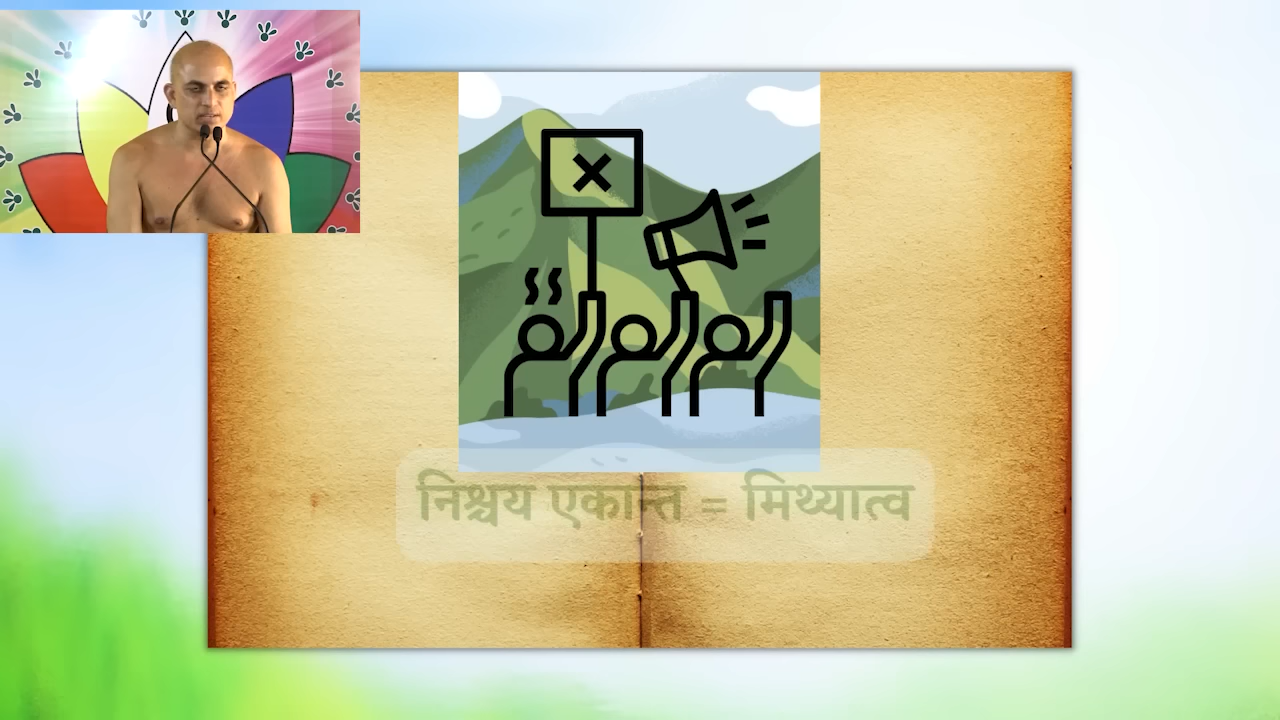 निश्चय एकान्त = मिथ्यात्व